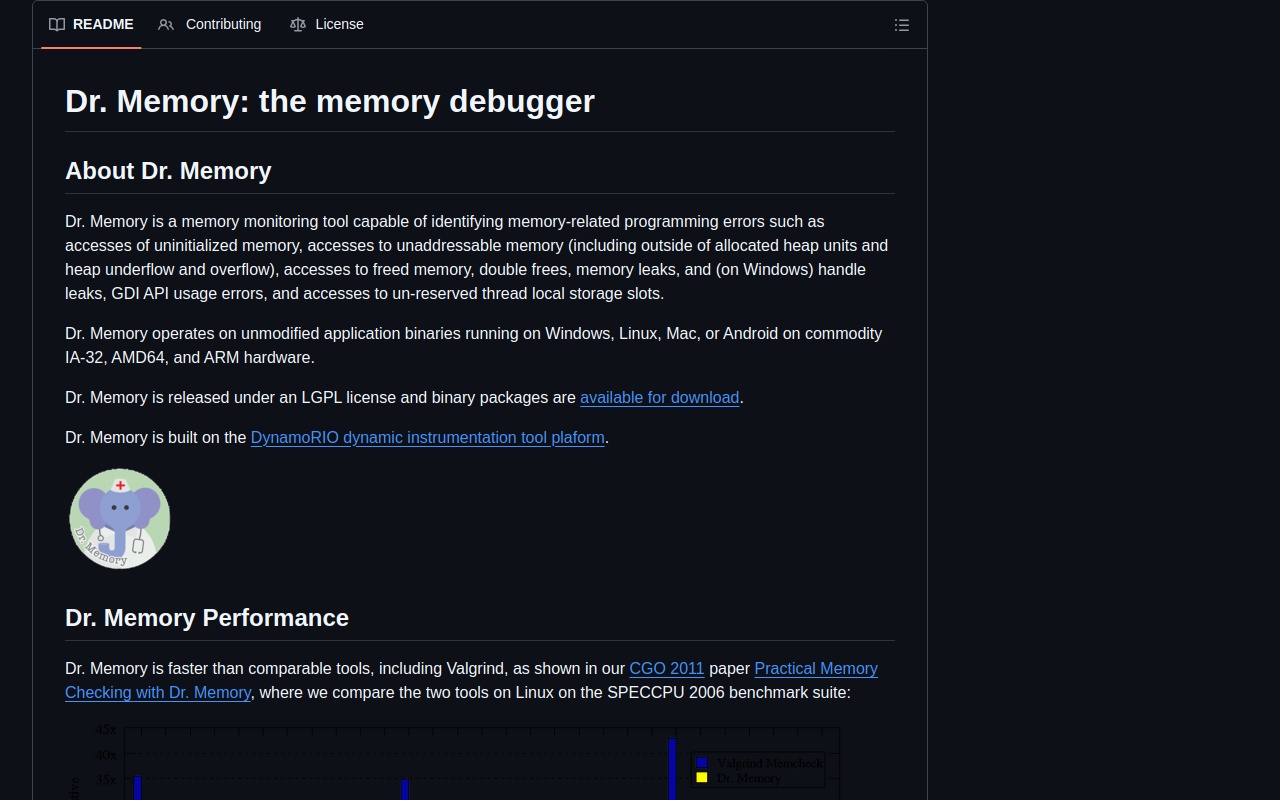 README
Contributing
License
Dr. Memory: the memory debugger
About Dr. Memory
Dr. Memory is a memory monitoring tool capable of identifying memory-related programming errors such as
accesses of uninitialized memory, accesses to unaddressable memory (including outside of allocated heap units and
heap underflow and overflow), accesses to freed memory, double frees, memory leaks, and (on Windows) handle
leaks, GDI API usage errors, and accesses to un-reserved thread local storage slots.
Dr. Memory operates on unmodified application binaries running on Windows, Linux, Mac, or Android on commodity
IA-32, AMD64, and ARM hardware.
Dr. Memory is released under an LGPL license and binary packages are available for download.
Dr. Memory is built on the DynamoRIO dynamic instrumentation tool plaform.
Dr. Memory
Dr. Memory Performance
Dr. Memory is faster than comparable tools, including Valgrind, as shown in our CGO 2011 paper Practical Memory
Checking with Dr. Memory, where we compare the two tools on Linux on the SPECCPU 2006 benchmark suite:
45x
40x
35x
Valgrind Memcheck
Dr. Memory